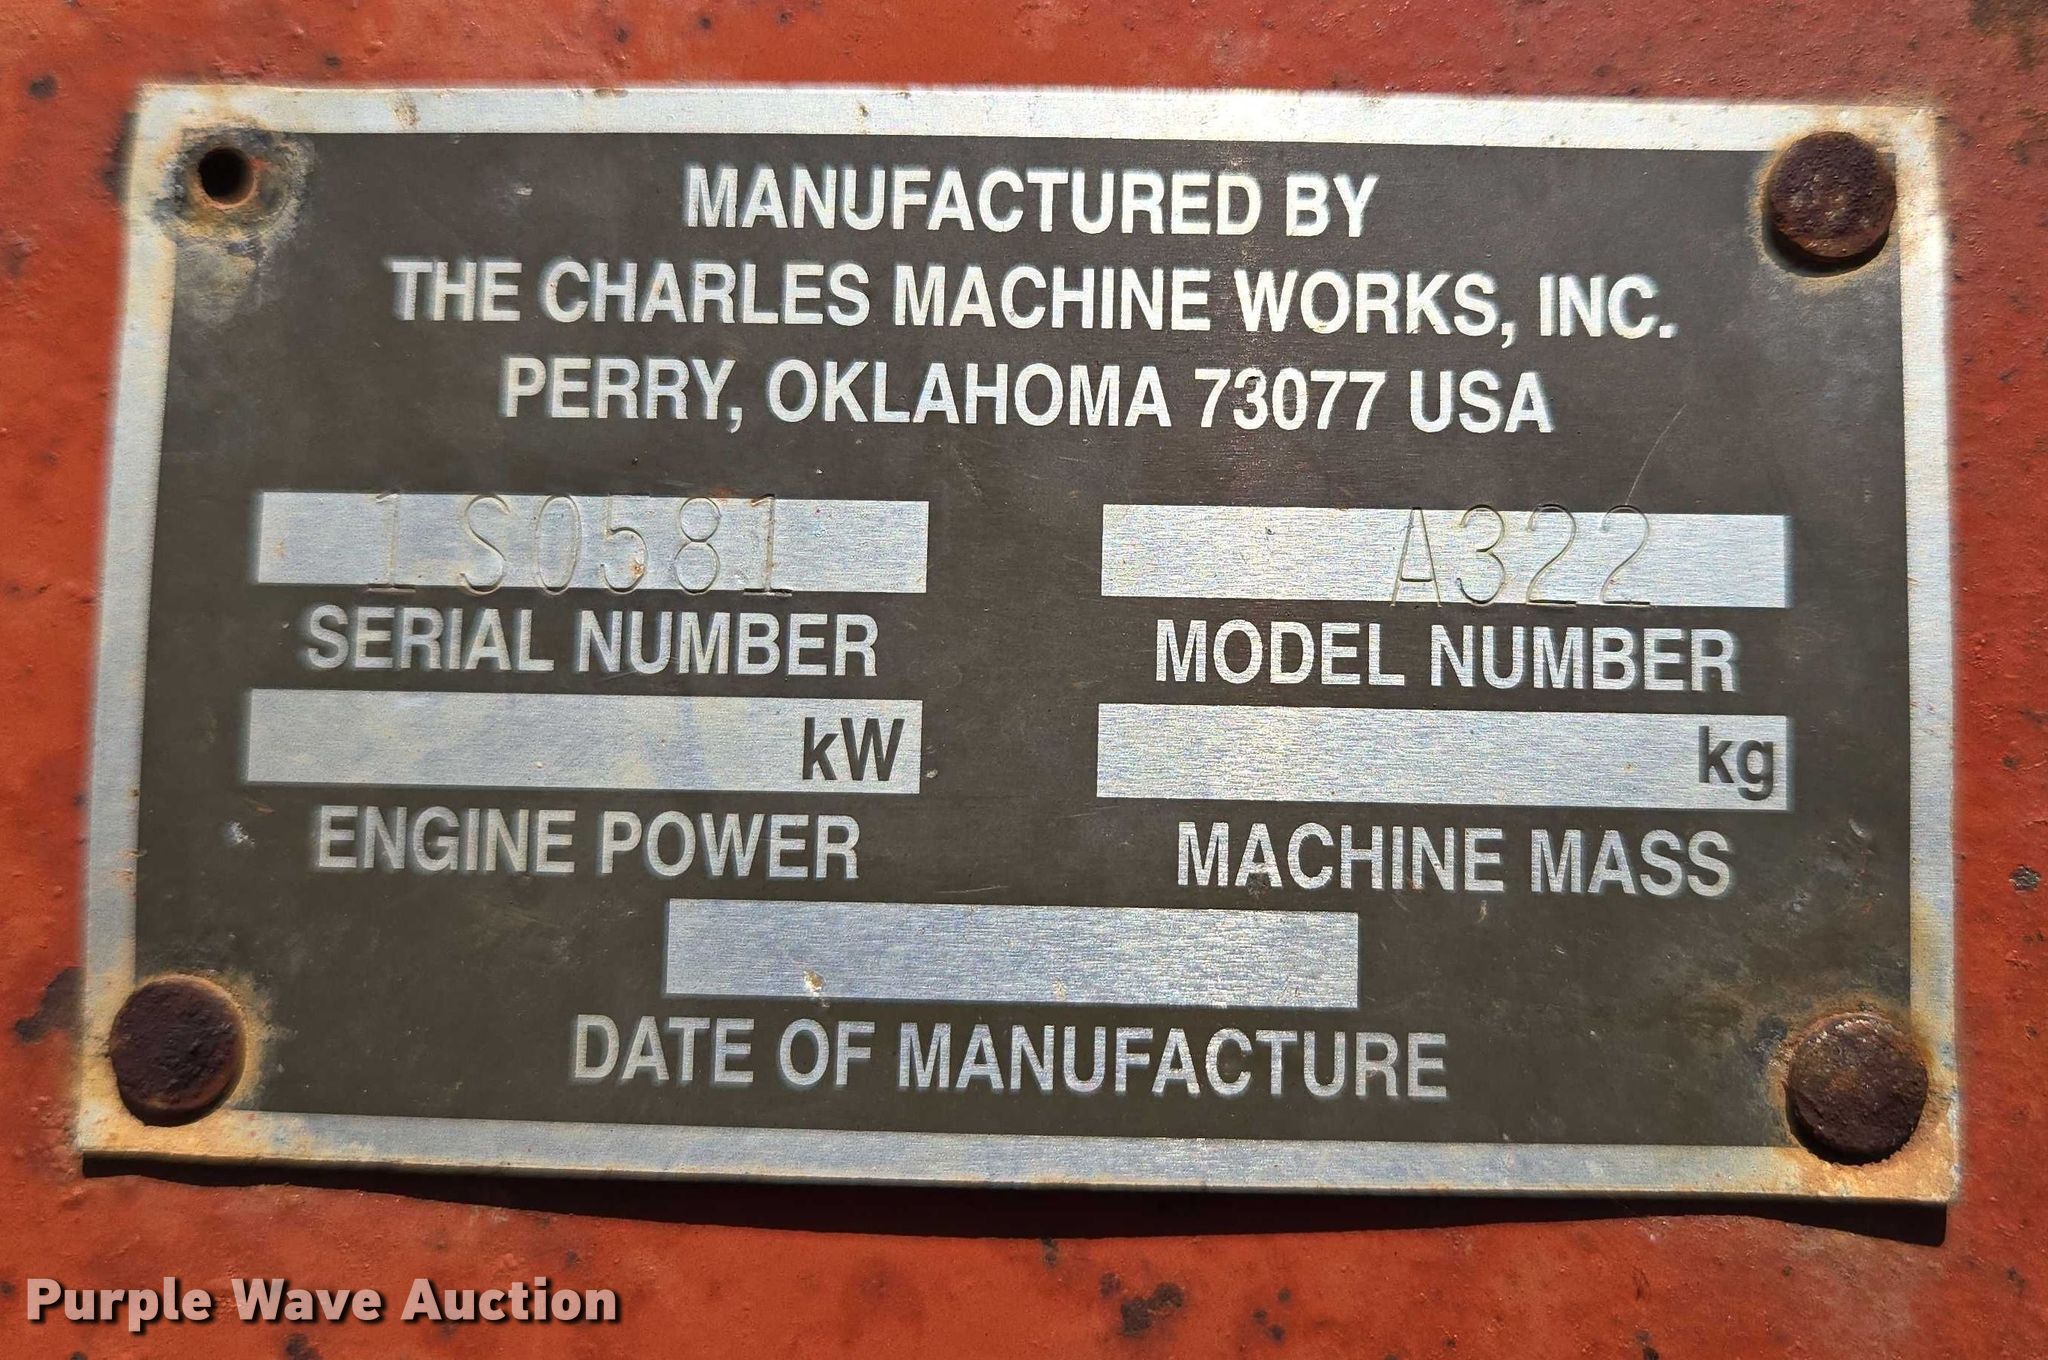 MANUFACTURED BY
THE CHARLES MACHINE WORKS, INC.
PERRY, OKLAHOMA 73077 USA
1S0581 A322
SERIAL NUMBER MODEL NUMBER
kW kg
ENGINE POWER MACHINE MASS
DATE OF MANUFACTURE
Purple Wave Auction